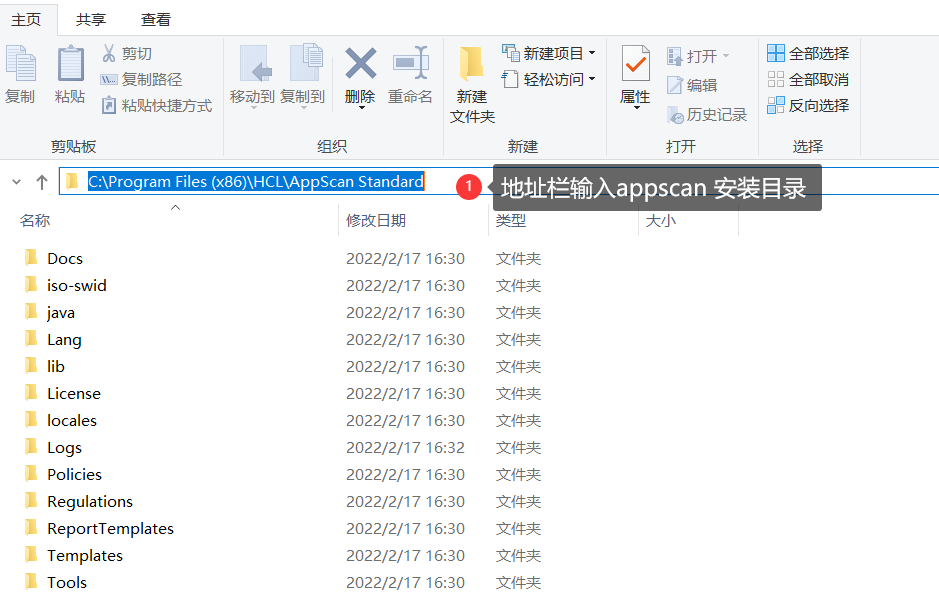 主页 共享 查看
复制
粘贴
剪切
复制路径
粘贴快捷方式
剪贴板
移动到
复制到
删除
重命名
组织
新建
文件夹
新建项目
轻松访问
新建
属性
打开
编辑
历史记录
打开
全部选择
全部取消
反向选择
选择
C:\Program Files (x86)\HCL\AppScan Standard
1 地址栏输入appscan 安装目录
名称 修改日期 类型 大小
Docs 2022/2/17 16:30 文件夹
iso-swid 2022/2/17 16:30 文件夹
java 2022/2/17 16:30 文件夹
Lang 2022/2/17 16:30 文件夹
lib 2022/2/17 16:30 文件夹
License 2022/2/17 16:30 文件夹
locales 2022/2/17 16:30 文件夹
Logs 2022/2/17 16:32 文件夹
Policies 2022/2/17 16:30 文件夹
Regulations 2022/2/17 16:30 文件夹
ReportTemplates 2022/2/17 16:30 文件夹
Templates 2022/2/17 16:30 文件夹
Tools 2022/2/17 16:30 文件夹